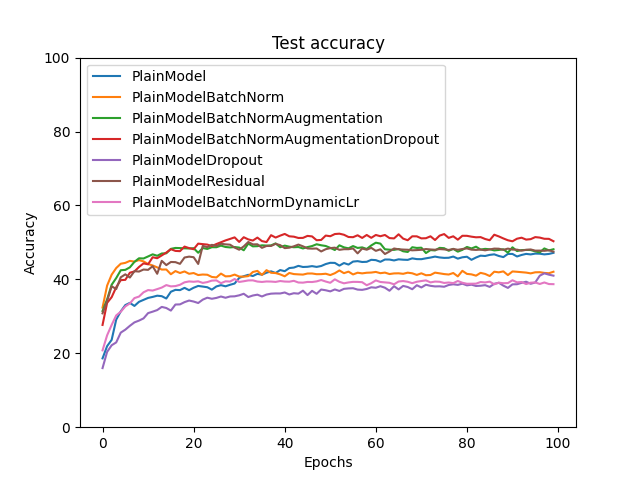 Test accuracy
100
80
60
40
20
0
Accuracy
PlainModel
PlainModelBatchNorm
PlainModelBatchNormAugmentation
PlainModelBatchNormAugmentationDropout
PlainModelDropout
PlainModelResidual
PlainModelBatchNormDynamicLr
0 20 40 60 80 100
Epochs